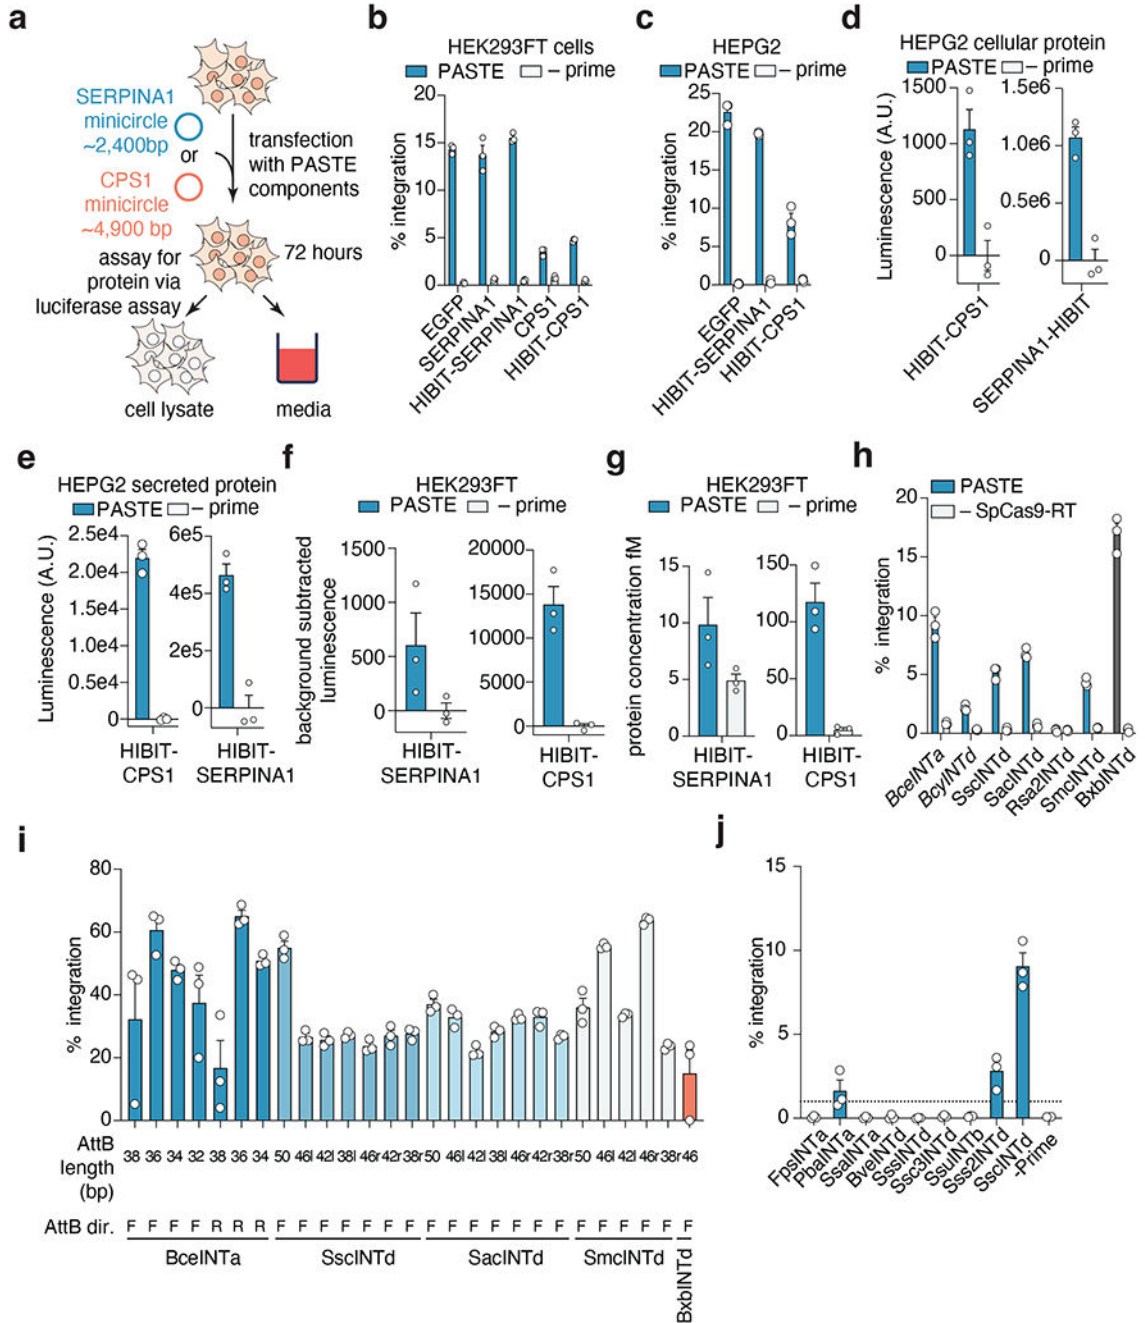 a
SERPINA1
minicircle
~2,400bp
or
CPS1
minicircle
~4,900 bp
transfection
with PASTE
components
assay for
protein via
luciferase assay
72 hours
cell lysate
media
b
HEK293FT cells
PASTE
– prime
% integration
20
15
10
5
0
EGFP
SERPINA1
HIBIT-SERPINA1
CPS1
HIBIT-CPS1
c
HEPG2
PASTE
– prime
% integration
25
20
15
10
5
0
EGFP
HIBIT-SERPINA1
HIBIT-CPS1
d
HEPG2 cellular protein
PASTE
– prime
Luminescence (A.U.)
1500
1000
500
0
HIBIT-CPS1
1.5e6
1.0e6
0.5e6
0
SERPINA1-HIBIT
e
HEPG2 secreted protein
PASTE
– prime
Luminescence (A.U.)
2.5e4
2.0e4
1.5e4
1.0e4
0.5e4
0
HIBIT-
CPS1
6e5
4e5
2e5
0
HIBIT-
SERPINA1
f
HEK293FT
PASTE
– prime
background subtracted
luminescence
1500
1000
500
0
HIBIT-
SERPINA1
20000
15000
10000
5000
0
HIBIT-
CPS1
g
HEK293FT
PASTE
– prime
protein concentration fM
15
10
5
0
HIBIT-
SERPINA1
150
100
50
0
HIBIT-
CPS1
h
PASTE
– SpCas9-RT
% integration
20
15
10
5
0
BceINTa
BcyINTd
SscINTd
SacINTd
Rsa2INTd
SmcINTd
BxbINTd
i
% integration
80
60
40
20
0
AttB
length
(bp)
38 36 34 32 38 36 34 50 46l 42l 38l 46r 42r 38r 50 46l 42l 38l 46r 42r 38r 50 46l 42l 46r 38r 46
AttB dir.
F F F F R R R F F F F F F F F F F F F F F F F F F F F
BceINTa
SscINTd
SacINTd
SmcINTd
BxbINTd
j
% integration
15
10
5
0
FpsINTa
PbaINTa
SsaINTa
BveINTd
SssINTd
Ssc3INTd
SsuINTb
Sss2INTd
SscINTd
-Prime